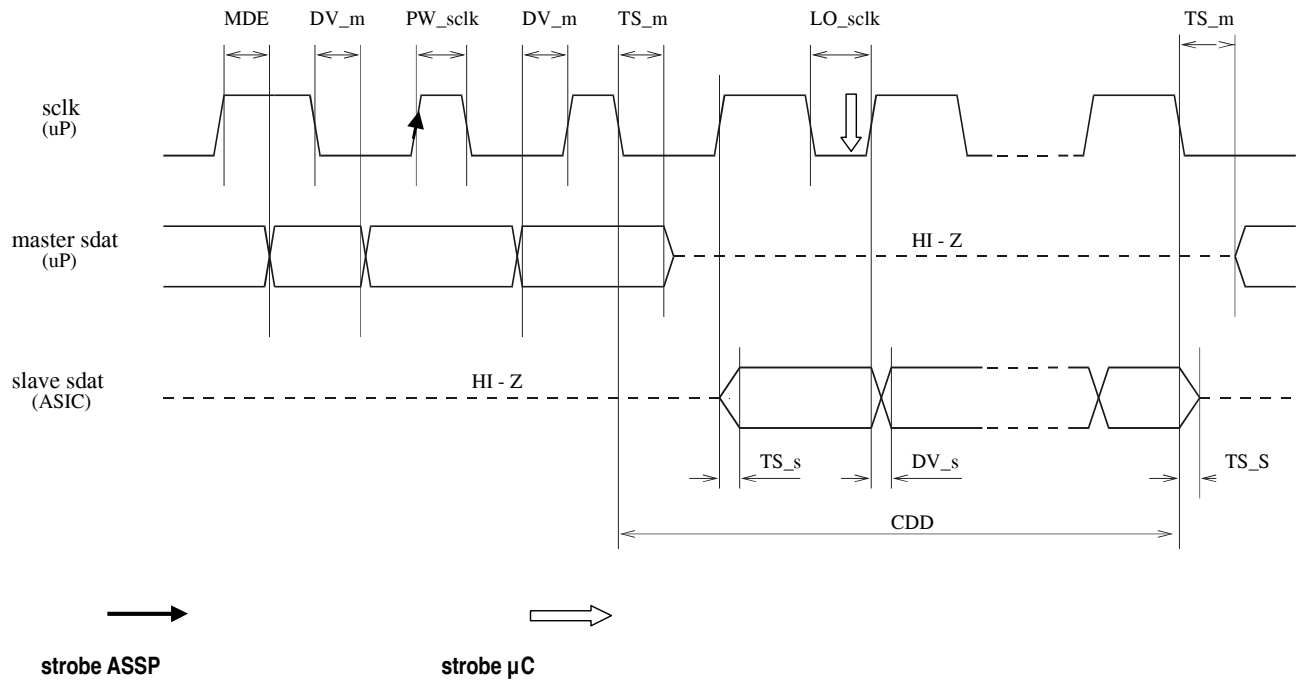 MDE DV_m PW_sclk DV_m TS_m LO_sclk TS_m
sclk
(uP)
master sdat
(uP)
HI - Z
slave sdat
(ASIC)
HI - Z
TS_s DV_s TS_S
CDD
strobe ASSP strobe µC